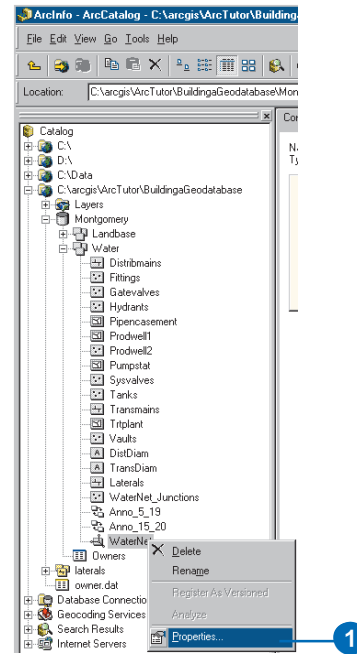 ArcInfo - ArcCatalog - C:\arcgis\ArcTutor\Building
File Edit View Go Tools Help
Location: C:\arcgis\ArcTutor\BuildingaGeodatabase\Mon
Catalog
C:\
D:\
C:\Data
C:\arcgis\ArcTutor\BuildingaGeodatabase
Layers
Montgomery
Landbase
Water
Distribmains
Fittings
Gatevalves
Hydrants
Pipencasement
Prodwell1
Prodwell2
Pumpstat
Sysvalves
Tanks
Transmains
Trtplant
Vaults
DistDiam
TransDiam
Laterals
WaterNet_Junctions
Anno_5_19
Anno_15_20
WaterNet
Owners
laterals
owner.dat
Database Connectio
Geocoding Services
Search Results
Internet Servers
Delete
Rename
Register As Versioned
Analyze
Properties...
1